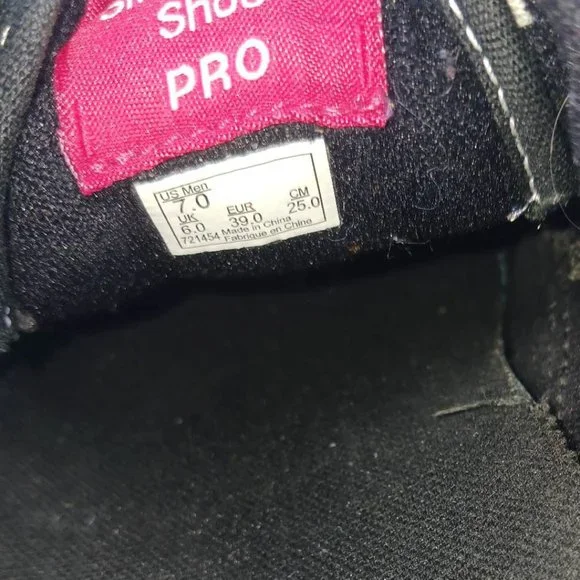 Shoe
PRO
US Men
7.0
UK EUR CM
6.0 39.0 25.0
721454 Made in China
Fabrique en Chine